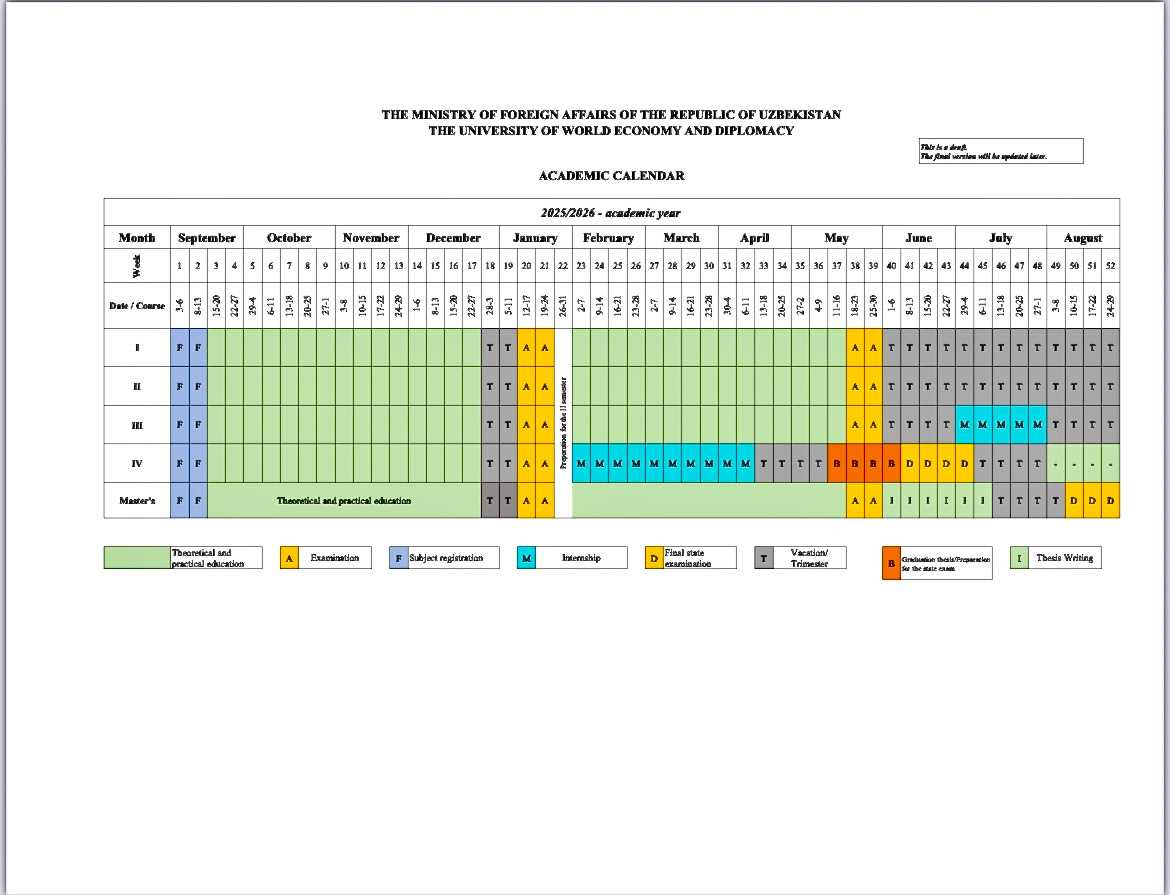 THE MINISTRY OF FOREIGN AFFAIRS OF THE REPUBLIC OF UZBEKISTAN
THE UNIVERSITY OF WORLD ECONOMY AND DIPLOMACY
This is a draft.
The final version will be updated later.
ACADEMIC CALENDAR
2025/2026 - academic year
Month September October November December January February March April May June July August
Week 1 2 3 4 5 6 7 8 9 10 11 12 13 14 15 16 17 18 19 20 21 22 23 24 25 26 27 28 29 30 31 32 33 34 35 36 37 38 39 40 41 42 43 44 45 46 47 48 49 50 51 52
Date / Course 3-6 8-13 15-20 22-27 29-4 6-11 13-18 20-25 27-1 3-8 10-15 17-22 24-29 1-6 8-13 15-20 22-27 28-3 5-11 12-17 19-24 26-31 2-7 9-14 16-21 23-28 2-7 9-14 16-21 23-28 30-4 6-11 13-18 20-25 27-2 4-9 11-16 18-23 25-30 1-6 8-13 15-20 22-27 29-4 6-11 13-18 20-25 27-1 3-8 10-15 17-22 24-29
I F F T T A A A A T T T T T T T T T T T T T
II F F T T A A A A T T T T T T T T T T T T T
III F F T T A A A A T T T T M M M M M T T T T
IV F F T T A A M M M M M M M M M M T T T T B B B B D D D D T T T T - - - -
Preparation for the II semester
Master's F F Theoretical and practical education T T A A A A I I I I I I T T T T D D D
Theoretical and
practical education
A Examination
F Subject registration
M Internship
D Final state
examination
T Vacation/
Trimester
B Graduation thesis/Preparation
for the state exam
I Thesis Writing